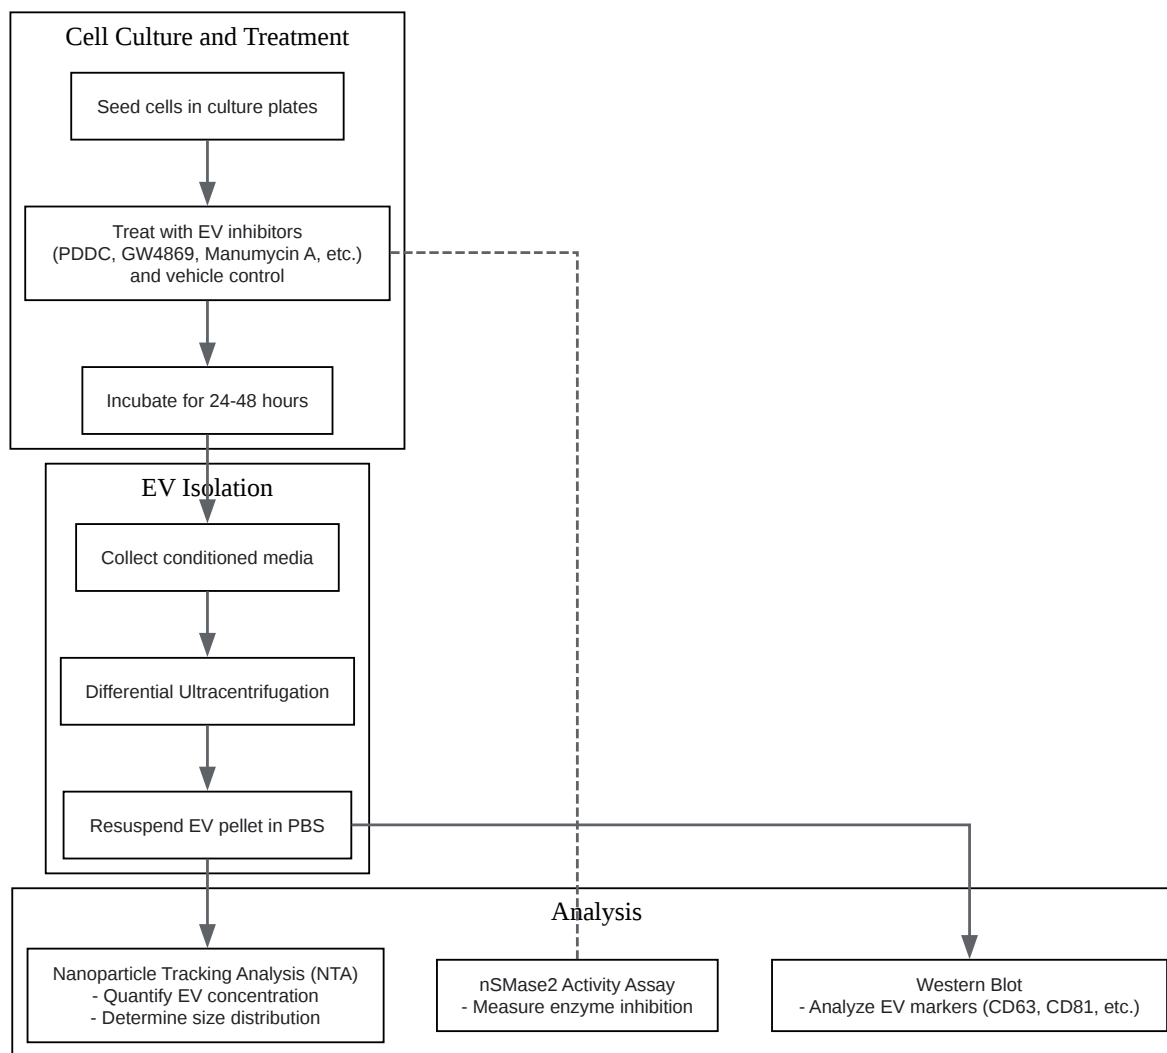 Cell Culture and Treatment
Seed cells in culture plates
Treat with EV inhibitors
(PDDC, GW4869, Manumycin A, etc.)
and vehicle control
Incubate for 24-48 hours
EV Isolation
Collect conditioned media
Differential Ultracentrifugation
Resuspend EV pellet in PBS
Analysis
Nanoparticle Tracking Analysis (NTA)
- Quantify EV concentration
- Determine size distribution
nSMase2 Activity Assay
- Measure enzyme inhibition
Western Blot
- Analyze EV markers (CD63, CD81, etc.)